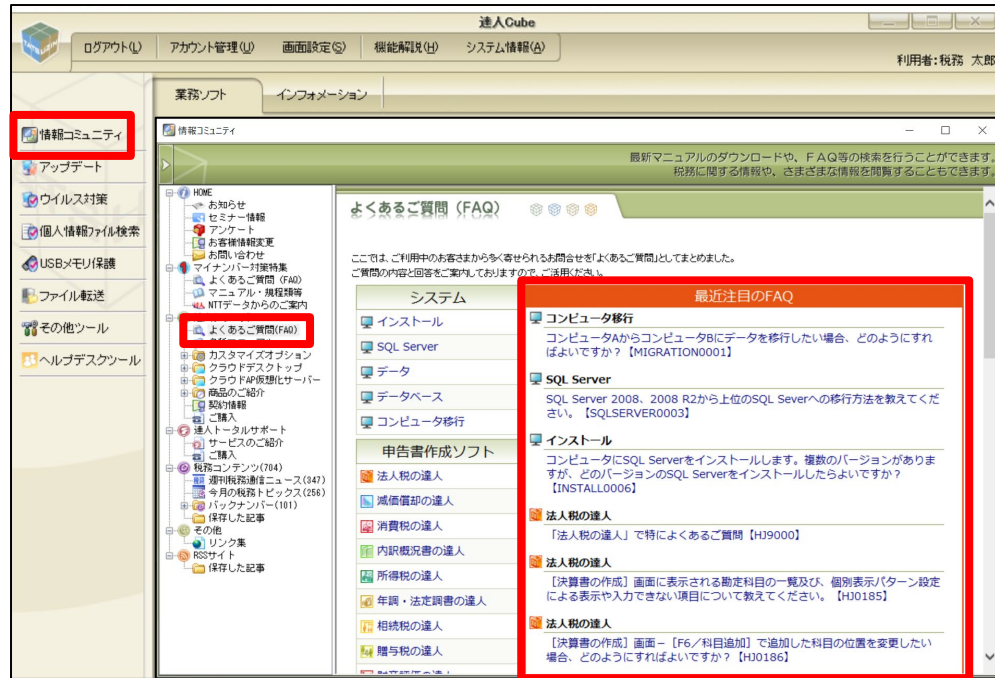 達人Cube
ログアウト(L)
アカウント管理(U)
画面設定(S)
機能解説(H)
システム情報(A)
利用者:税務 太郎
業務ソフト
インフォメーション
情報コミュニティ
アップデート
ウイルス対策
個人情報ファイル検索
USBメモリ保護
ファイル転送
その他ツール
ヘルプデスクツール
情報コミュニティ
最新マニュアルのダウンロードや、FAQ等の検索を行うことができます。
税務に関する情報や、さまざまな情報を閲覧することもできます。
HOME
お知らせ
セミナー情報
アンケート
お客様情報変更
お問い合わせ
マイナンバー対策特集
よくあるご質問 (FAQ)
マニュアル・規程類等
NTTデータからのご案内
よくあるご質問(FAQ)
カスタマイズオプション
クラウドデスクトップ
クラウドAP仮想化サーバー
商品のご紹介
契約情報
ご購入
達人トータルサポート
サービスのご紹介
ご購入
税務コンテンツ(704)
週刊税務通信ニュース(347)
今月の税務トピックス(256)
バックナンバー(101)
保存した記事
その他
リンク集
RSSサイト
保存した記事
よくあるご質問 (FAQ)
ここでは、ご利用中のお客さまから多く寄せられるお問合せを「よくあるご質問」としてまとめました。
ご質問の内容と回答をご案内しておりますので、ご活用ください。
システム
インストール
SQL Server
データ
データベース
コンピュータ移行
申告書作成ソフト
法人税の達人
減価償却の達人
消費税の達人
内訳概況書の達人
所得税の達人
年調・法定調書の達人
相続税の達人
贈与税の達人
最近注目のFAQ
コンピュータ移行
コンピュータAからコンピュータBにデータを移行したい場合、どのようにすれ
ばよいですか？【MIGRATION0001】
SQL Server
SQL Server 2008、2008 R2から上位のSQL Severへの移行方法を教えてくだ
さい。【SQLSERVER0003】
インストール
コンピュータにSQL Serverをインストールします。複数のバージョンがありま
すが、どのバージョンのSQL Serverをインストールしたらよいですか？
【INSTALL0006】
法人税の達人
「法人税の達人」で特によくあるご質問【HJ9000】
法人税の達人
［決算書の作成］画面に表示される勘定科目の一覧及び、個別表示パターン設定
による表示や入力できない項目について教えてください。【HJ0185】
法人税の達人
［決算書の作成］画面－［F6／科目追加］で追加した科目の位置を変更したい
場合、どのようにすればよいですか？【HJ0186】